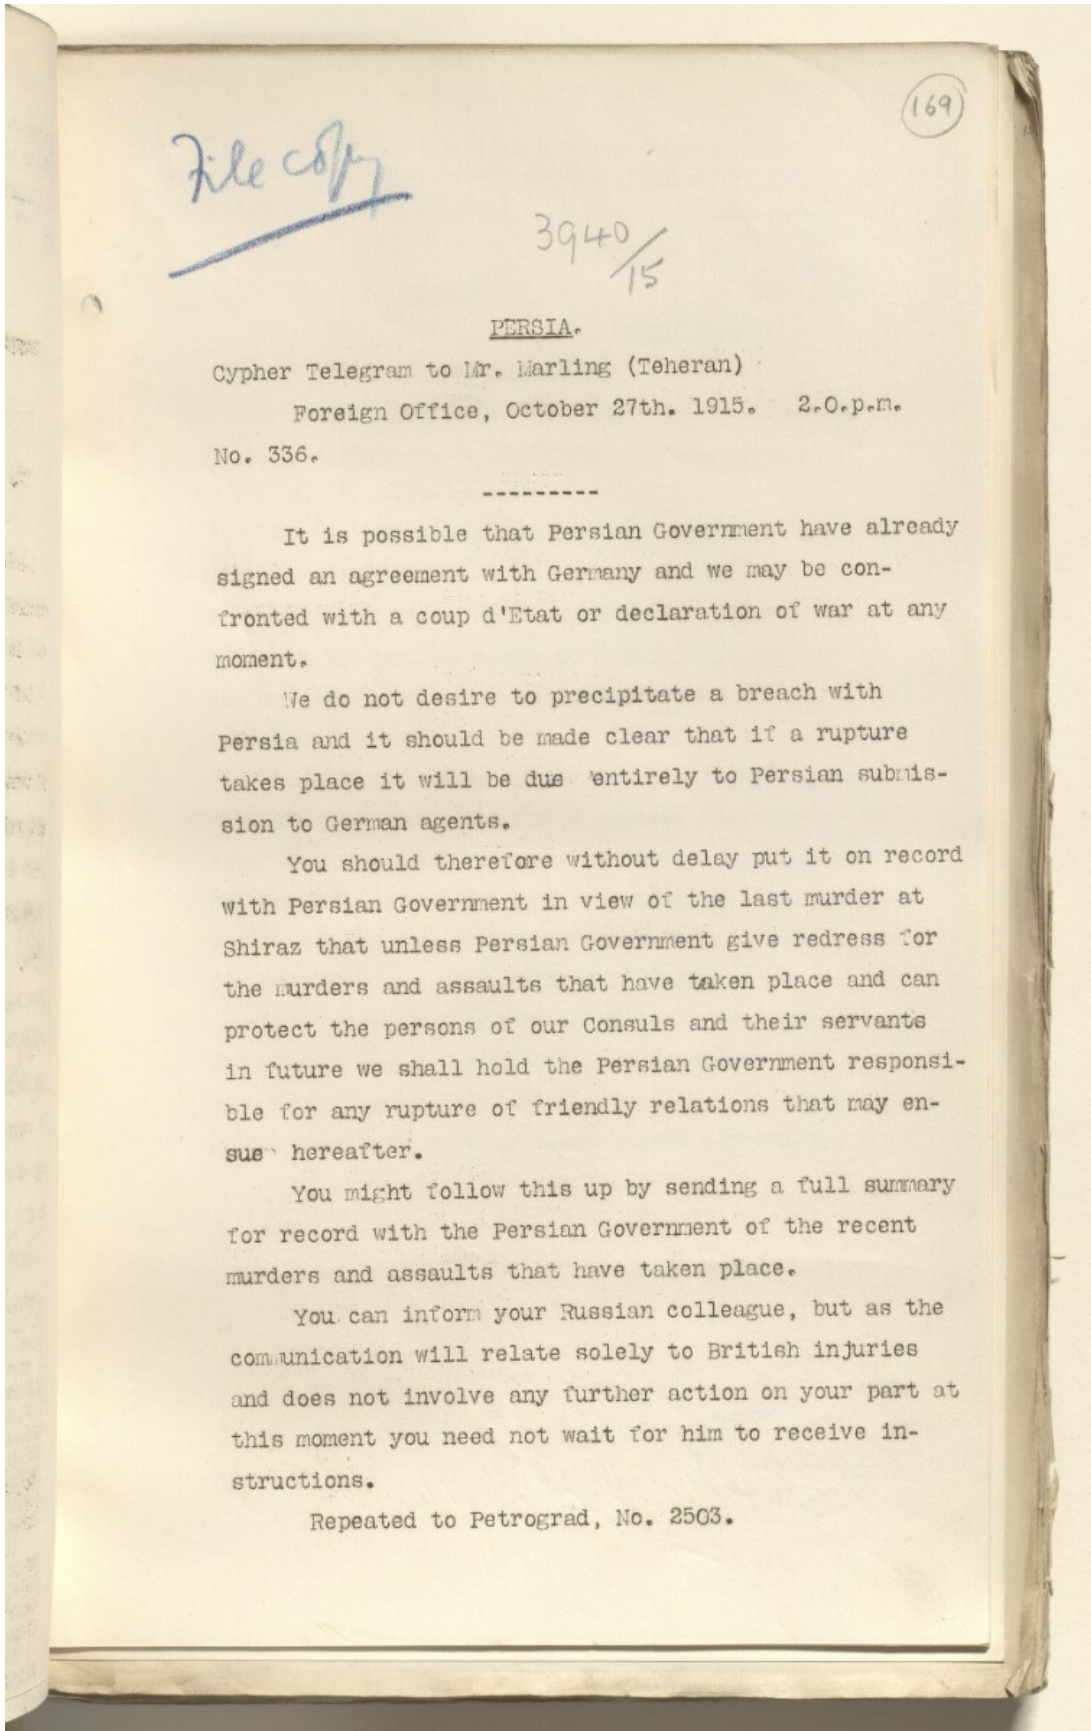 169
File copy
3940/15
PERSIA.
Cypher Telegram to Mr. Marling (Teheran)
Foreign Office, October 27th. 1915.   2.0.p.m.
No. 336.
---------
It is possible that Persian Government have already
signed an agreement with Germany and we may be con-
fronted with a coup d'Etat or declaration of war at any
moment.
We do not desire to precipitate a breach with
Persia and it should be made clear that if a rupture
takes place it will be due entirely to Persian submis-
sion to German agents.
You should therefore without delay put it on record
with Persian Government in view of the last murder at
Shiraz that unless Persian Government give redress for
the murders and assaults that have taken place and can
protect the persons of our Consuls and their servants
in future we shall hold the Persian Government responsi-
ble for any rupture of friendly relations that may en-
sue hereafter.
You might follow this up by sending a full summary
for record with the Persian Government of the recent
murders and assaults that have taken place.
You can inform your Russian colleague, but as the
communication will relate solely to British injuries
and does not involve any further action on your part at
this moment you need not wait for him to receive in-
structions.
Repeated to Petrograd, No. 2503.